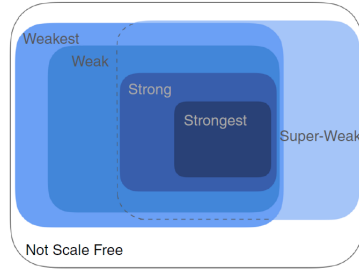 Weakest
Weak
Strong
Strongest
Super-Weak
Not Scale Free